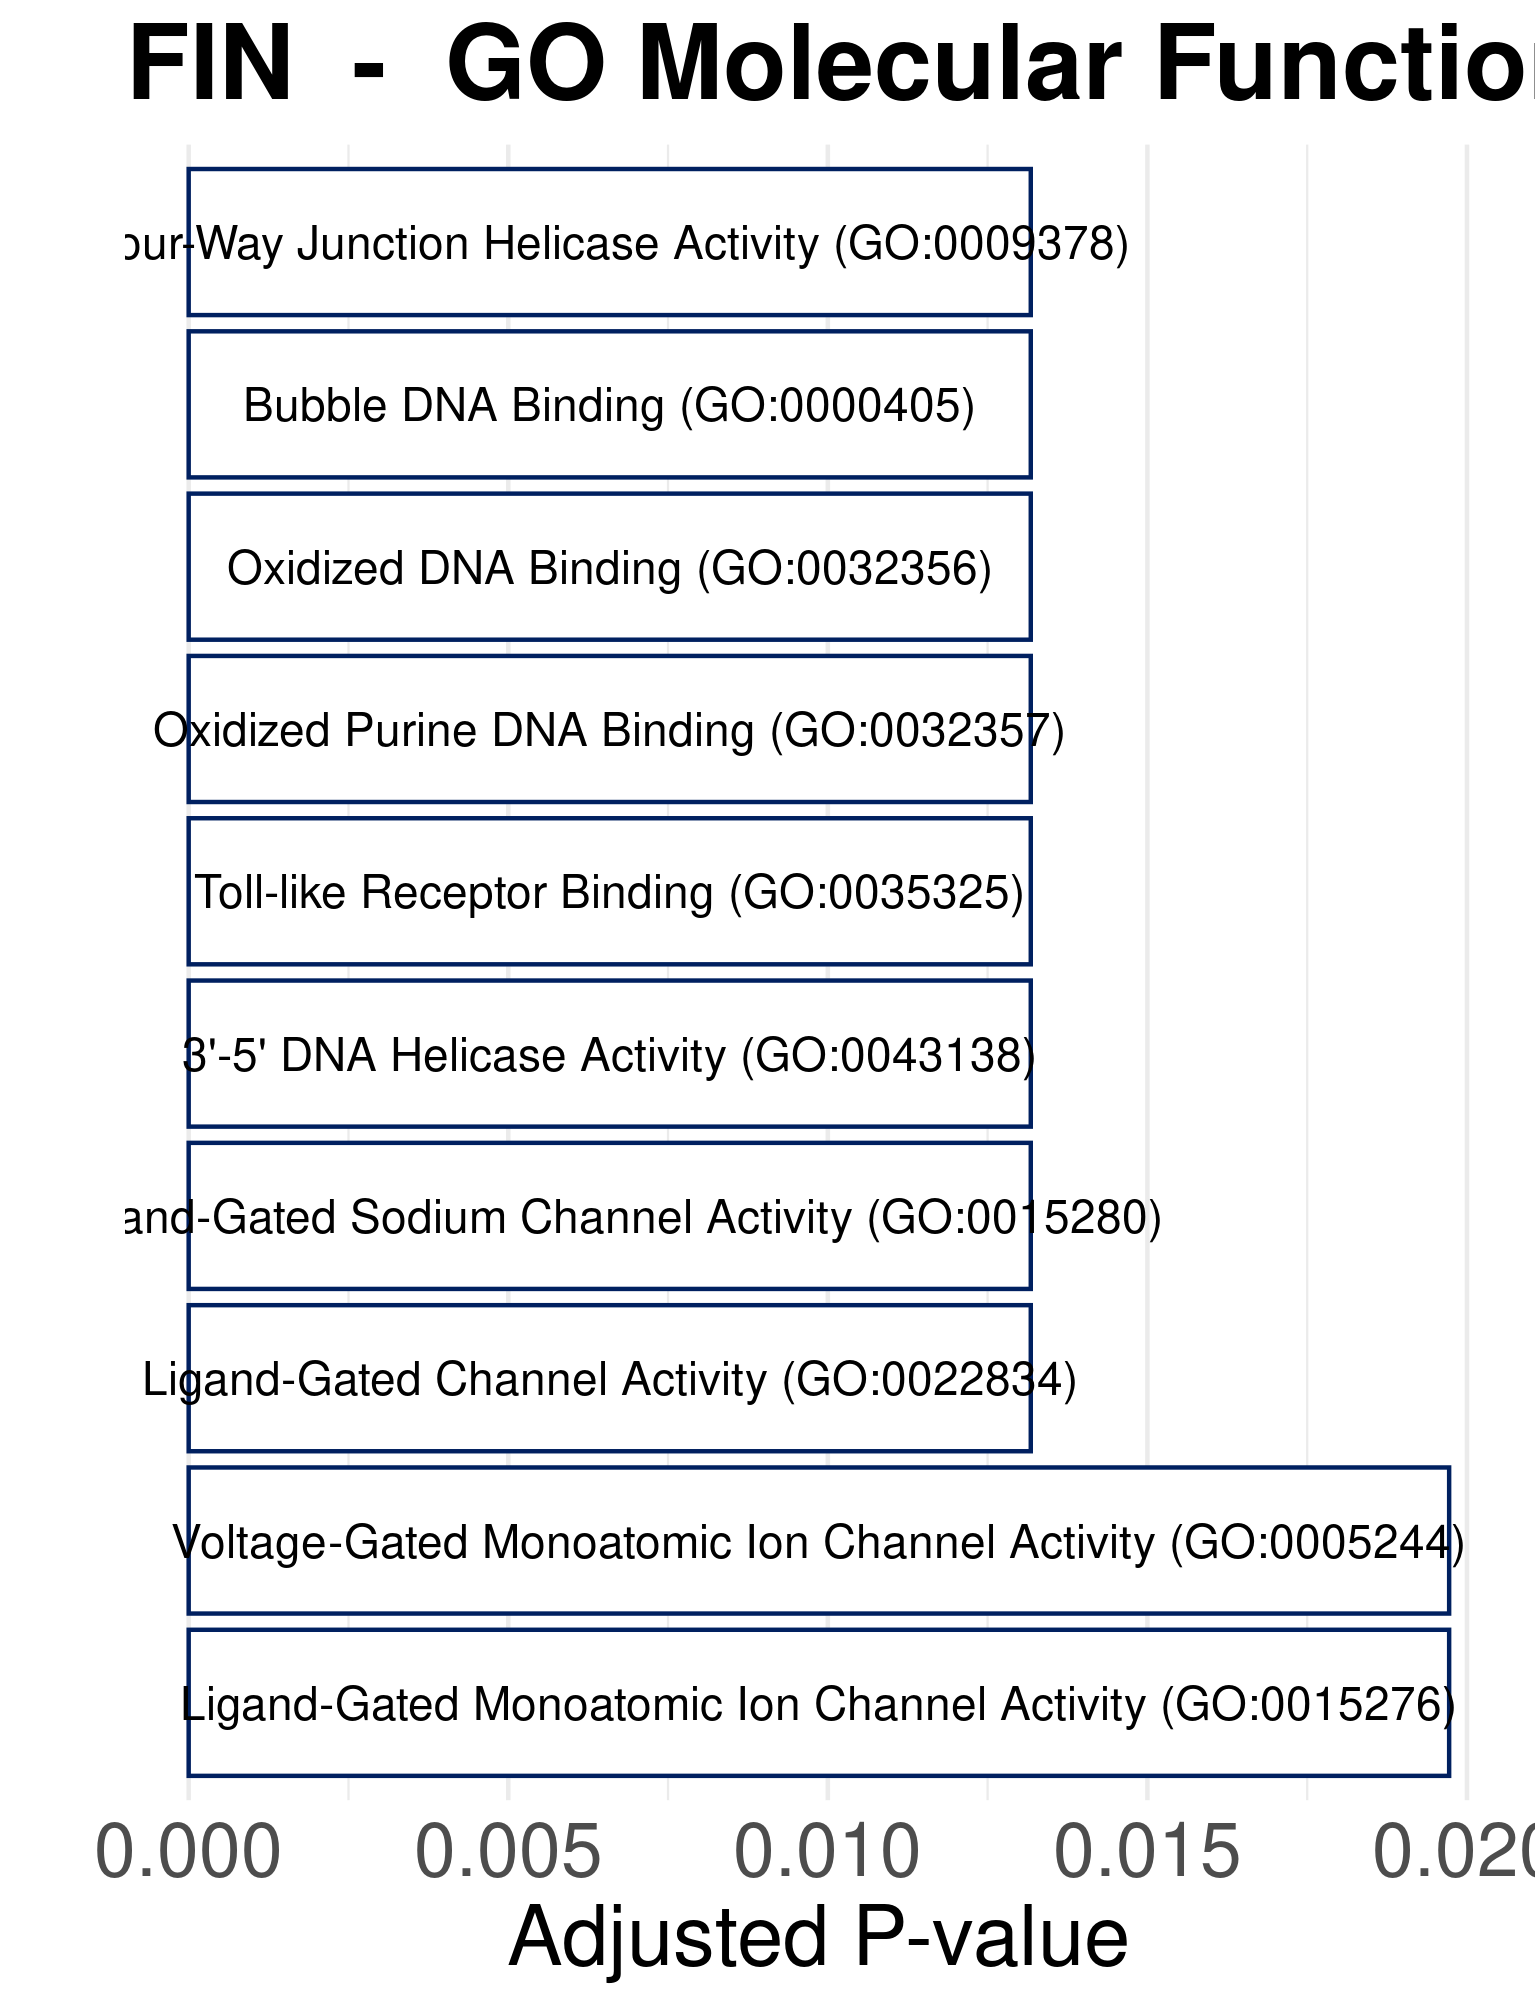 FIN - GO Molecular Function
our-Way Junction Helicase Activity (GO:0009378)
Bubble DNA Binding (GO:0000405)
Oxidized DNA Binding (GO:0032356)
Oxidized Purine DNA Binding (GO:0032357)
Toll-like Receptor Binding (GO:0035325)
3'-5' DNA Helicase Activity (GO:0043138)
and-Gated Sodium Channel Activity (GO:0015280)
Ligand-Gated Channel Activity (GO:0022834)
Voltage-Gated Monoatomic Ion Channel Activity (GO:0005244)
Ligand-Gated Monoatomic Ion Channel Activity (GO:0015276)
0.000 0.005 0.010 0.015 0.020
Adjusted P-value